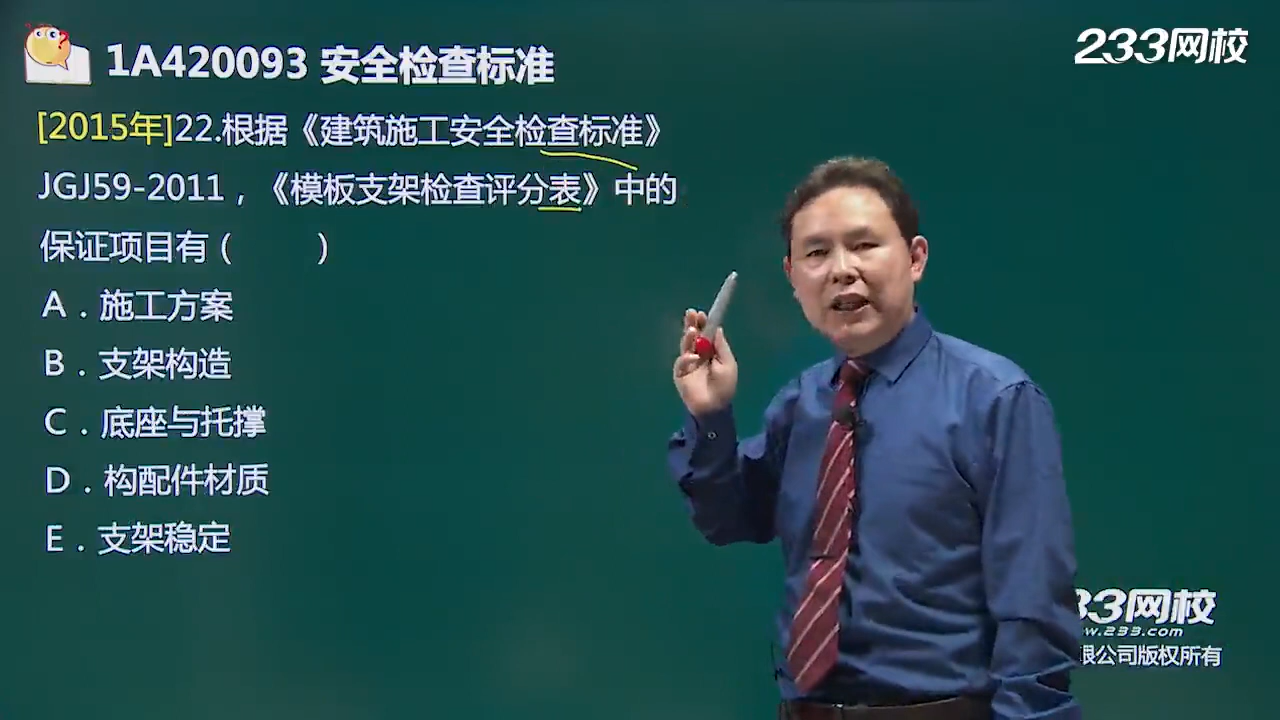 1A420093 安全检查标准
233网校
[2015年]22.根据《建筑施工安全检查标准》
JGJ59-2011，《模板支架检查评分表》中的
保证项目有（　　）
A．施工方案
B．支架构造
C．底座与托撑
D．构配件材质
E．支架稳定
33网校
w.233.com
限公司版权所有